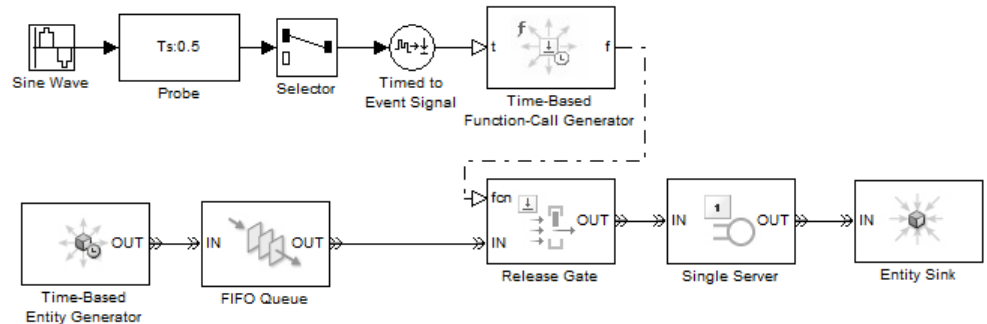 Ts:0.5
t
f
Sine Wave
Probe
Selector
Timed to
Event Signal
Time-Based
Function-Call Generator
fcn
OUT
IN
OUT
IN
OUT
IN
IN
OUT
1
IN
OUT
Time-Based
Entity Generator
FIFO Queue
Release Gate
Single Server
Entity Sink